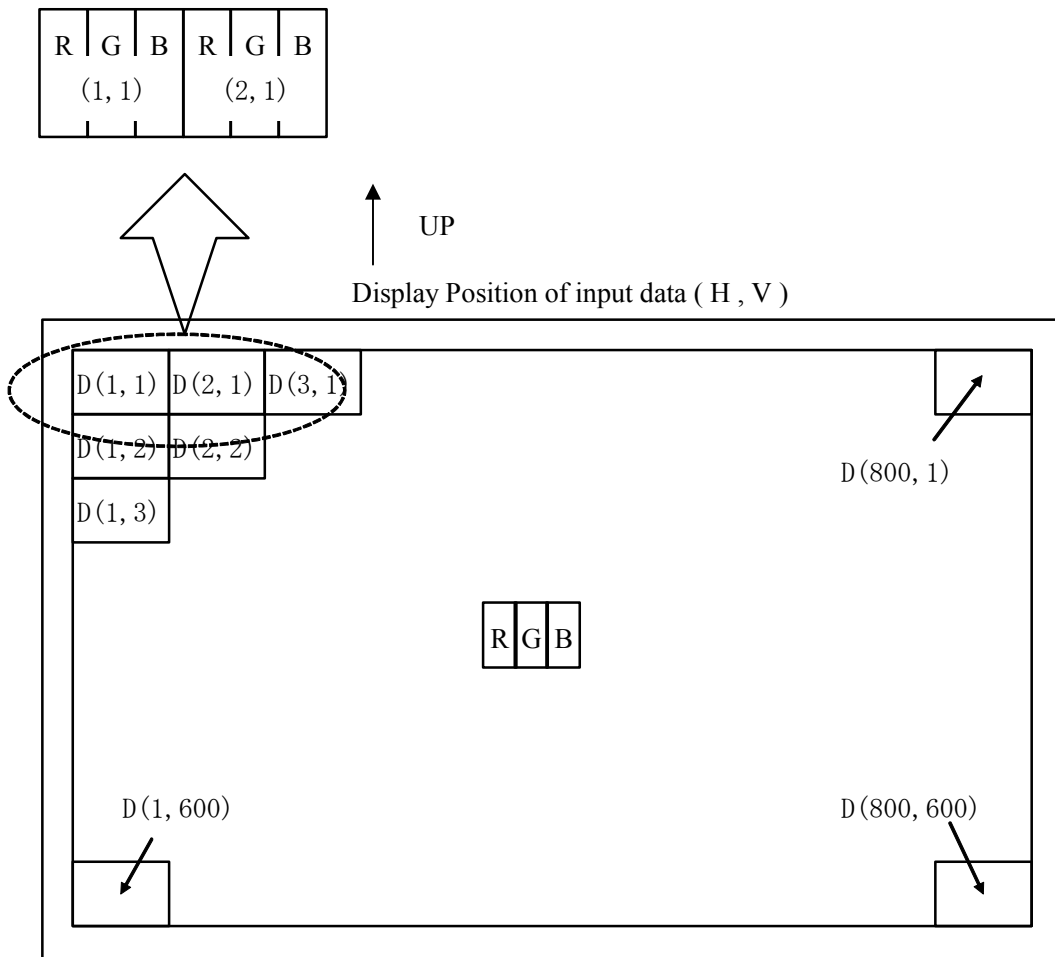 R G B R G B
(1,1) (2,1)
UP
Display Position of input data ( H , V )
D(1,1) D(2,1) D(3,1)
D(1,2) D(2,2)
D(800,1)
D(1,3)
R G B
D(1,600) D(800,600)